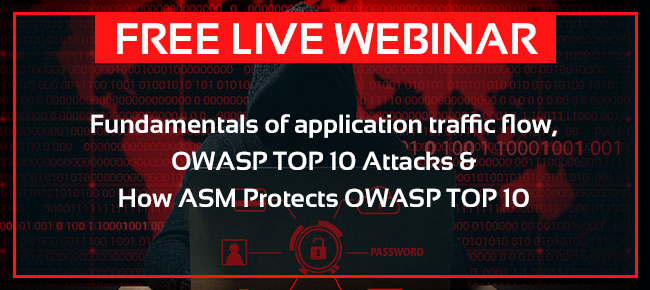 FREE LIVE WEBINAR
Fundamentals of application traffic flow,
OWASP TOP 10 Attacks &
How ASM Protects OWASP TOP 10
PASSWORD